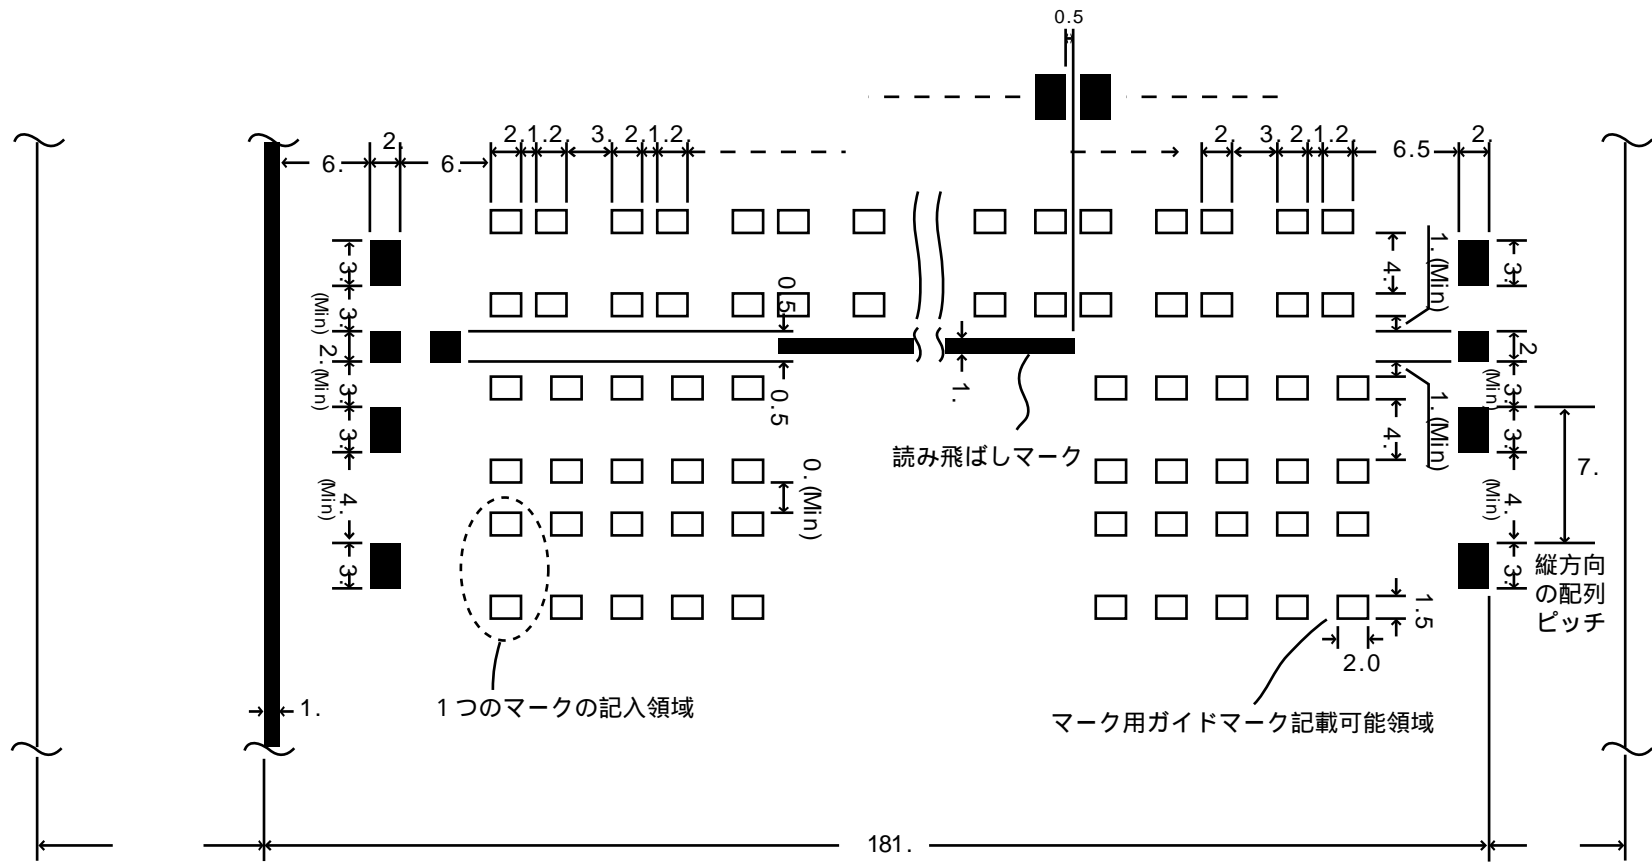 0.5
2.
2.1.2.
3.
2.1.2.
2.
3.
2.1.2.
6.5
2.
6.
6.
3.
3.
(Min)
2.
3.
(Min)
3.
4.
(Min)
3.
0.5
0.5
1.
4.
1.(Min)
3.
2
3.
(Min)
1.(Min)
4.
3.
7.
4.
(Min)
3.
読み飛ばしマーク
0.(Min)
縦方向
の配列
ピッチ
1.5
2.0
1.
1つのマークの記入領域
マーク用ガイドマーク記載可能領域
181.